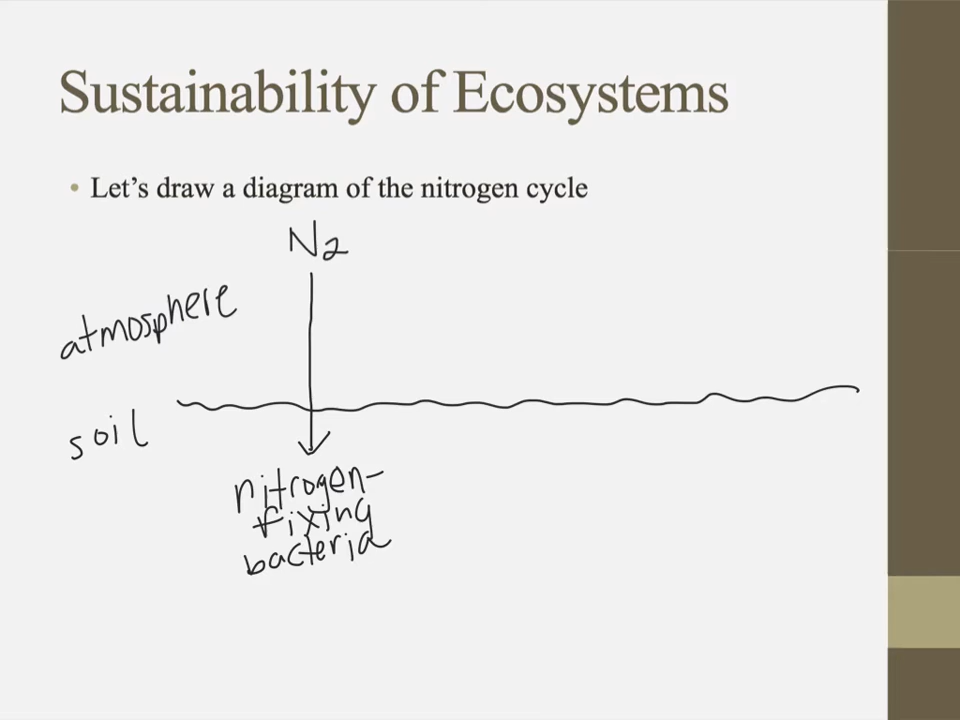 Sustainability of Ecosystems
• Let's draw a diagram of the nitrogen cycle
N2
atmosphere
soil
nitrogen-
fixing
bacteria